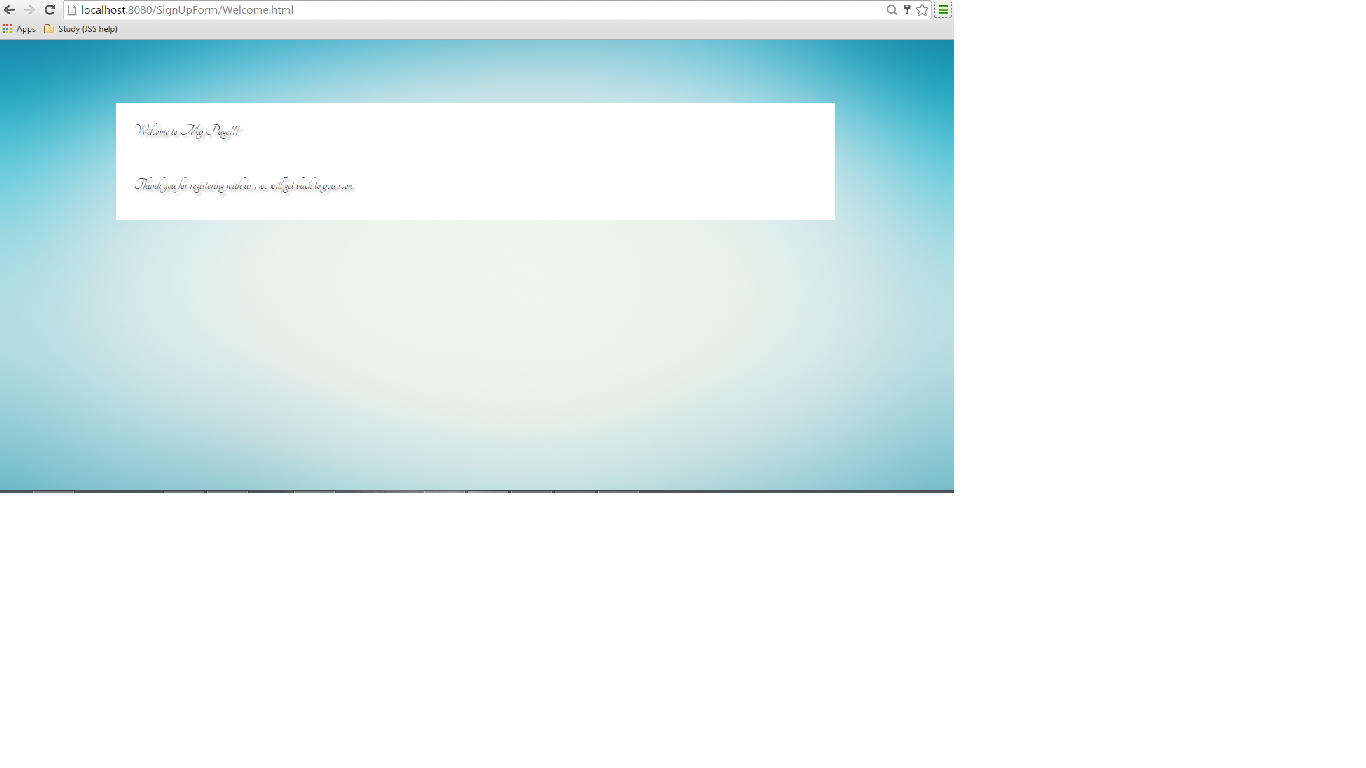 localhost:8080/SignUpForm/Welcome.html
Apps
Study (JSS help)
Welcome to My Page!!!
Thank you for registering with us , we will get back to you soon.